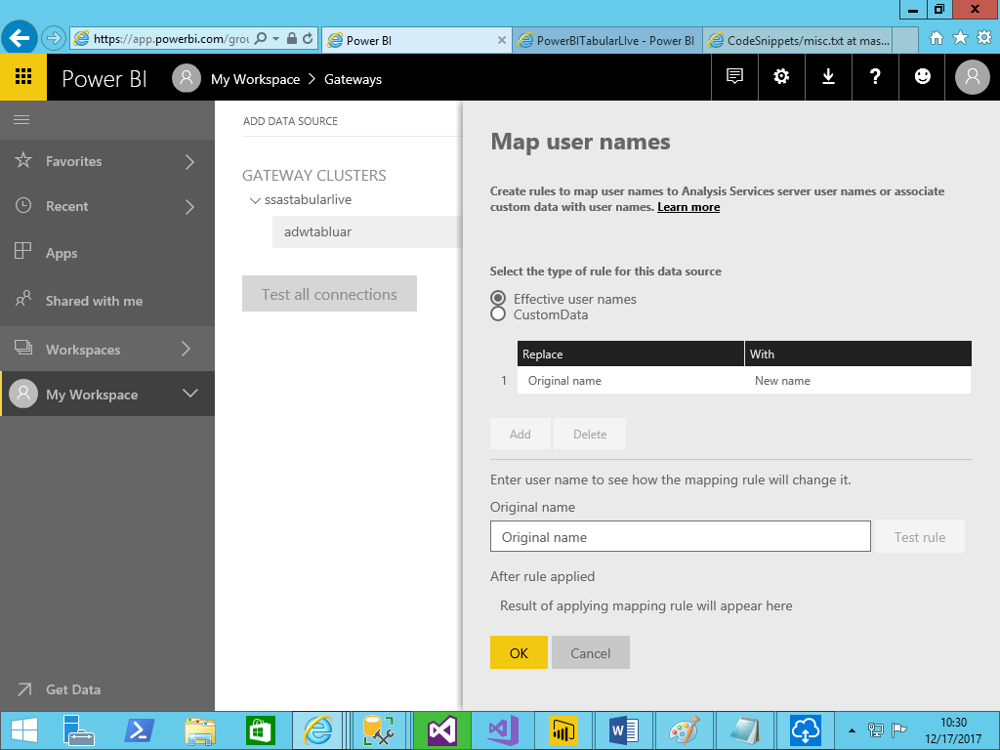 https://app.powerbi.com/grou
Power BI
PowerBITabularLIve - Power BI
CodeSnippets/misc.txt at mas...
Power BI
My Workspace > Gateways
Favorites
Recent
Apps
Shared with me
Workspaces
My Workspace
Get Data
ADD DATA SOURCE
GATEWAY CLUSTERS
ssastabularlive
adwtabluar
Test all connections
Map user names
Create rules to map user names to Analysis Services server user names or associate
custom data with user names. Learn more
Select the type of rule for this data source
Effective user names
CustomData
Replace With
1 Original name New name
Add Delete
Enter user name to see how the mapping rule will change it.
Original name
Original name Test rule
After rule applied
Result of applying mapping rule will appear here
OK Cancel
10:30
12/17/2017